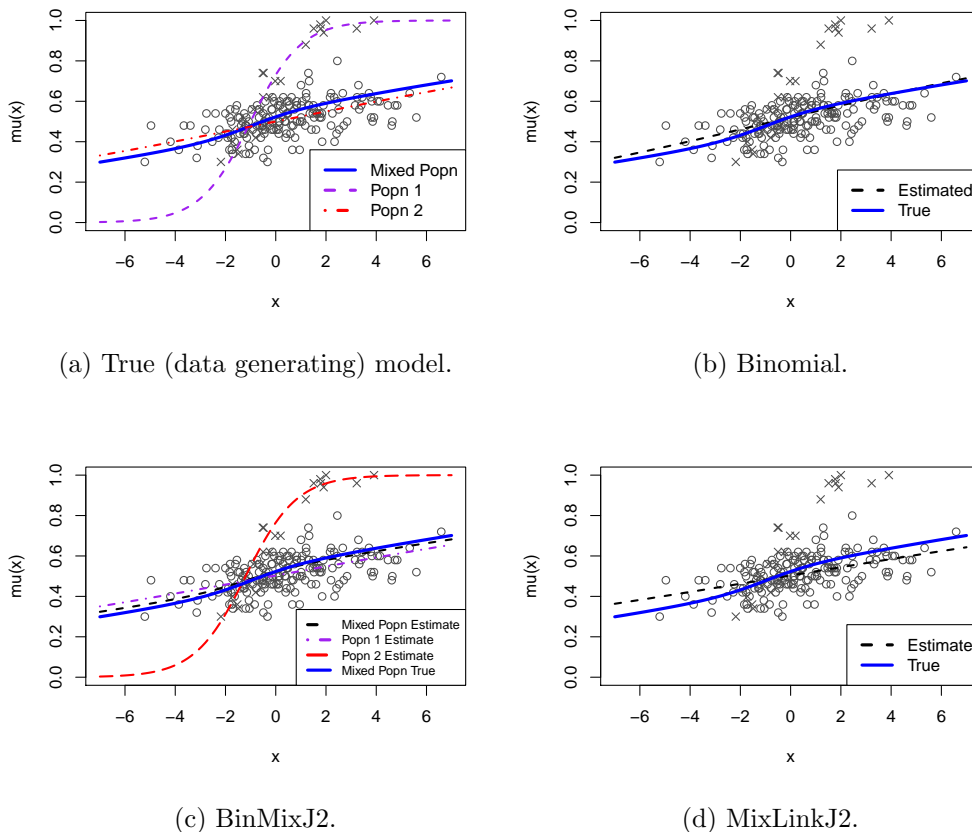 mu(x)
1.0
0.8
0.6
0.4
0.2
0.0
Mixed Popn
Popn 1
Popn 2
−6 −4 −2 0 2 4 6
x
(a) True (data generating) model.
mu(x)
1.0
0.8
0.6
0.4
0.2
0.0
Estimated
True
−6 −4 −2 0 2 4 6
x
(b) Binomial.
mu(x)
1.0
0.8
0.6
0.4
0.2
0.0
Mixed Popn Estimate
Popn 1 Estimate
Popn 2 Estimate
Mixed Popn True
−6 −4 −2 0 2 4 6
x
(c) BinMixJ2.
mu(x)
1.0
0.8
0.6
0.4
0.2
0.0
Estimate
True
−6 −4 −2 0 2 4 6
x
(d) MixLinkJ2.